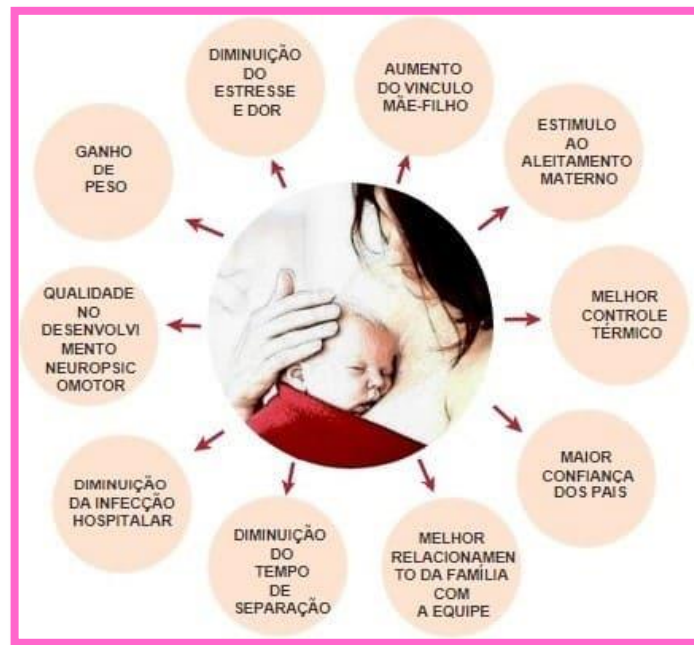 DIMINUIÇÃO
DO
ESTRESSE
E DOR
AUMENTO
DO VINCULO
MÃE-FILHO
ESTIMULO
AO
ALEITAMENTO
MATERNO
MELHOR
CONTROLE
TÉRMICO
MAIOR
CONFIANÇA
DOS PAIS
MELHOR
RELACIONAMEN
TO DA FAMÍLIA
COM
A EQUIPE
DIMINUIÇÃO
DO
TEMPO
DE
SEPARAÇÃO
DIMINUIÇÃO
DA INFECÇÃO
HOSPITALAR
QUALIDADE
NO
DESENVOLVI
MENTO
NEUROPSIC
OMOTOR
GANHO
DE
PESO